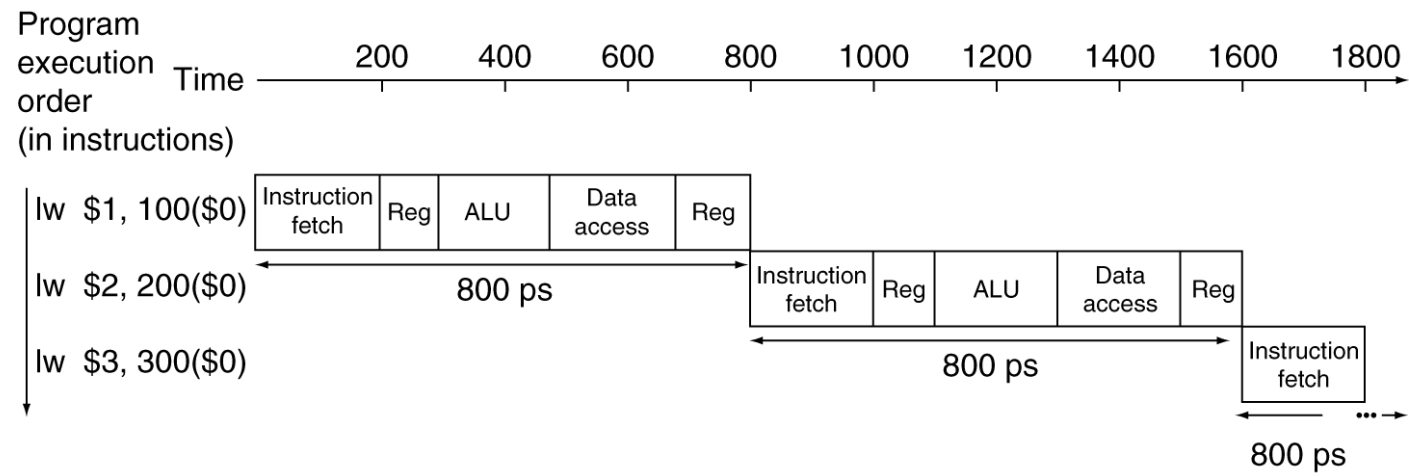 Program
execution
order
(in instructions)
Time
200 400 600 800 1000 1200 1400 1600 1800
lw $1, 100($0)
Instruction
fetch
Reg
ALU
Data
access
Reg
800 ps
lw $2, 200($0)
Instruction
fetch
Reg
ALU
Data
access
Reg
800 ps
lw $3, 300($0)
Instruction
fetch
...
800 ps